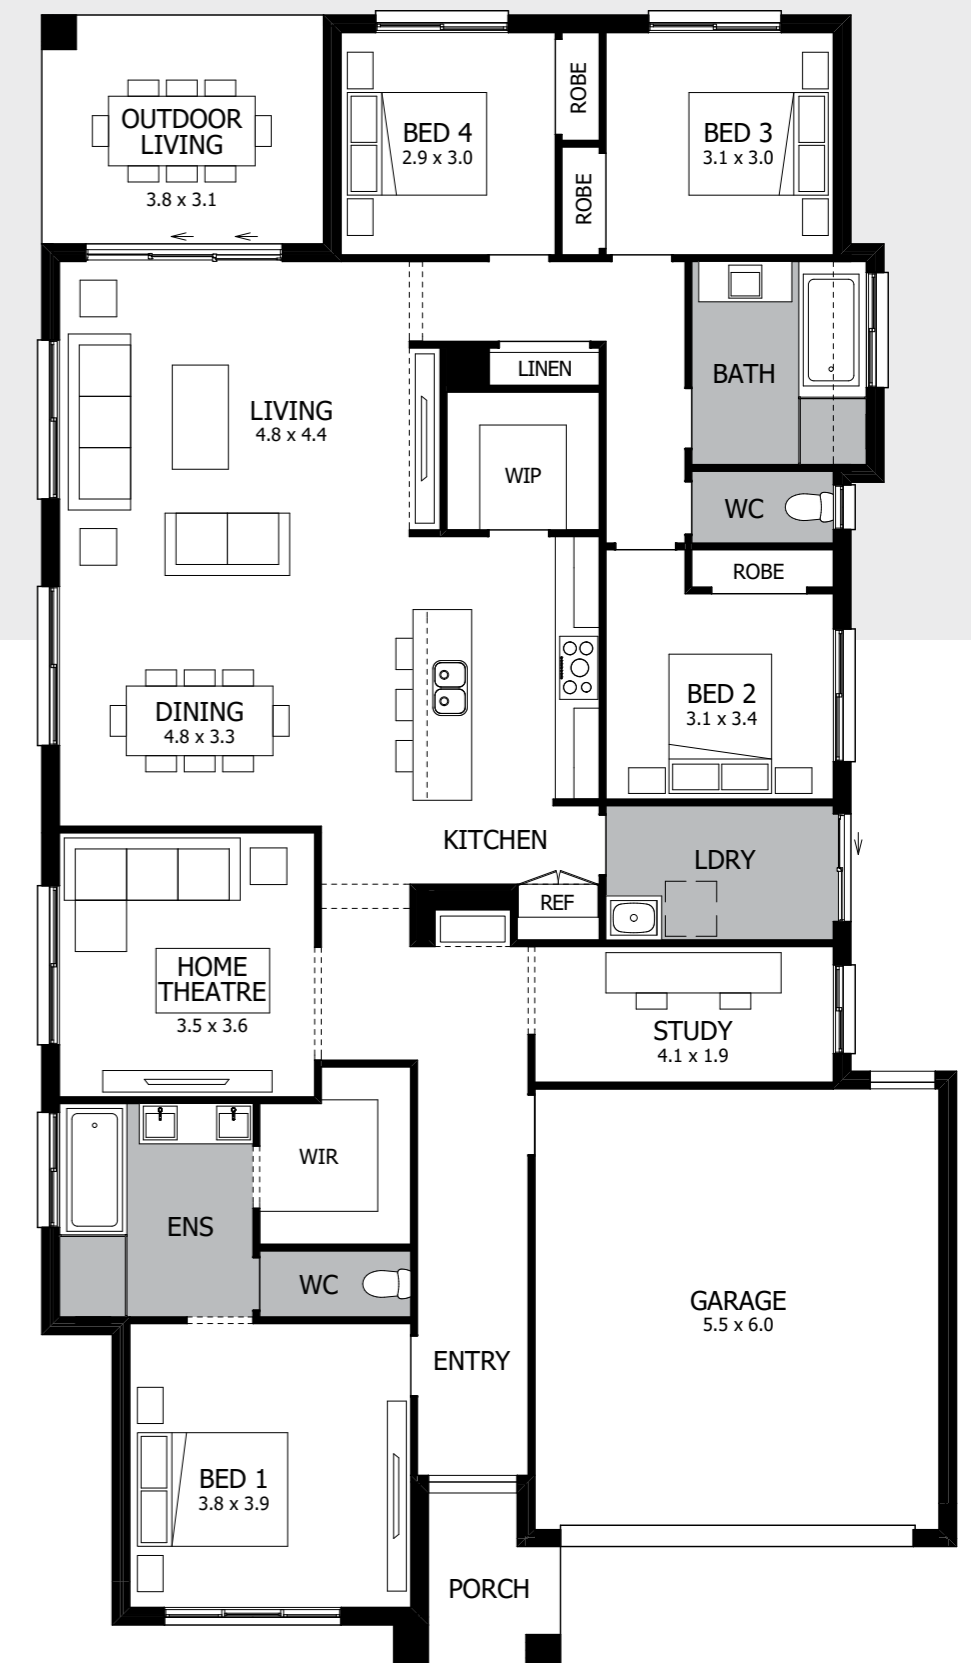 OUTDOOR
LIVING
3.8 x 3.1
BED 4
2.9 x 3.0
ROBE
ROBE
BED 3
3.1 x 3.0
LIVING
4.8 x 4.4
LINEN
WIP
BATH
WC
ROBE
DINING
4.8 x 3.3
BED 2
3.1 x 3.4
KITCHEN
LDRY
REF
HOME
THEATRE
3.5 x 3.6
STUDY
4.1 x 1.9
WIR
ENS
WC
GARAGE
5.5 x 6.0
ENTRY
BED 1
3.8 x 3.9
PORCH